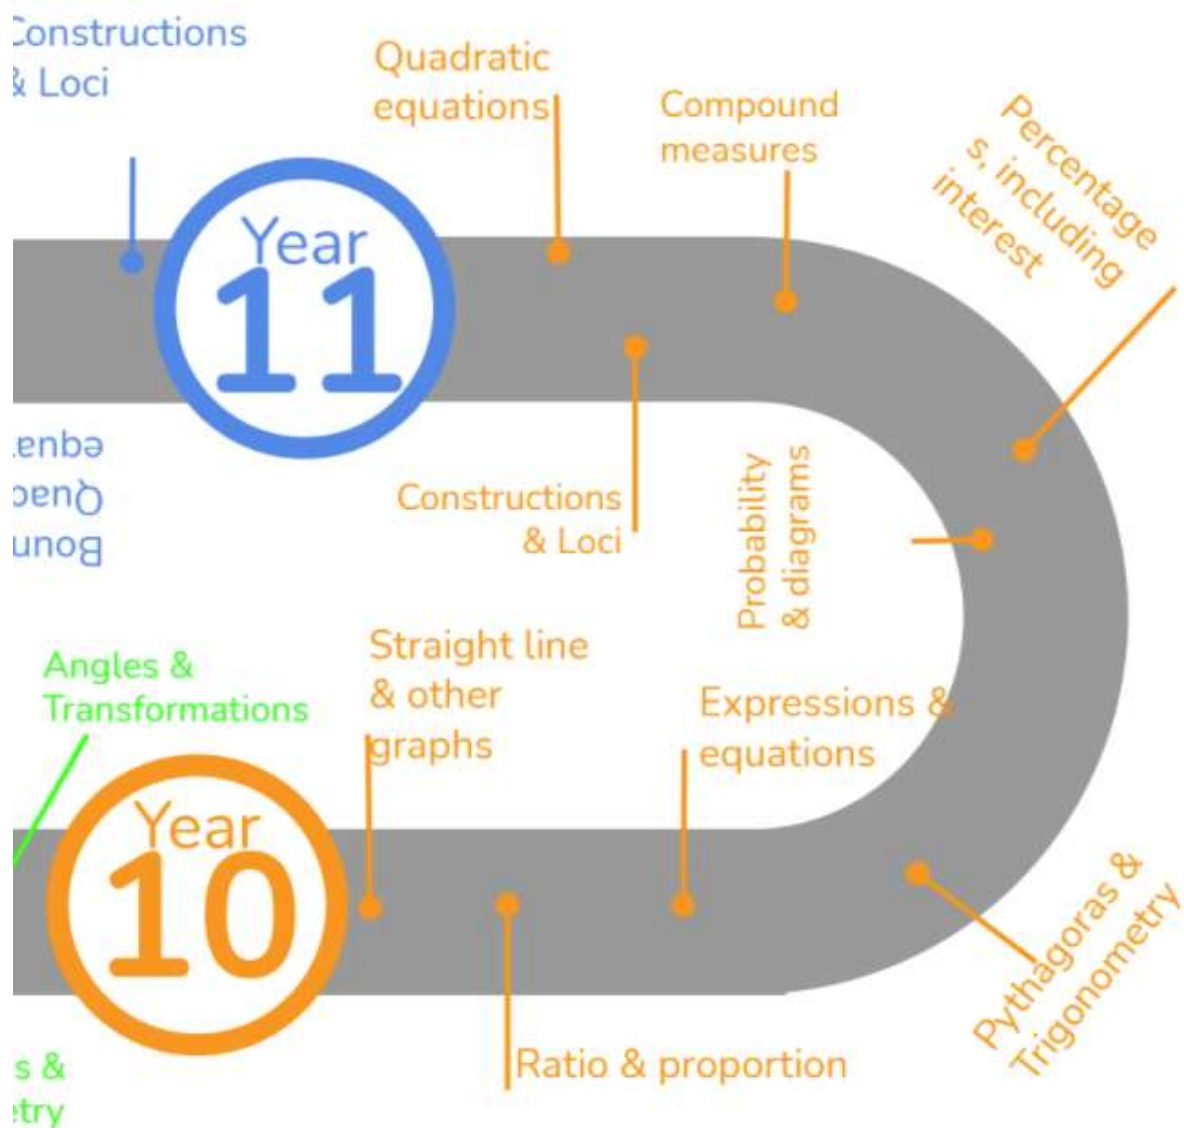 Constructions
& Loci
Quadratic
equations
Compound
measures
Percentage
s, including
interest
Year
11
Constructions
& Loci
Probability
& diagrams
Angles &
Transformations
Straight line
& other
graphs
Expressions &
equations
Year
10
Pythagoras &
Trigonometry
Ratio & proportion